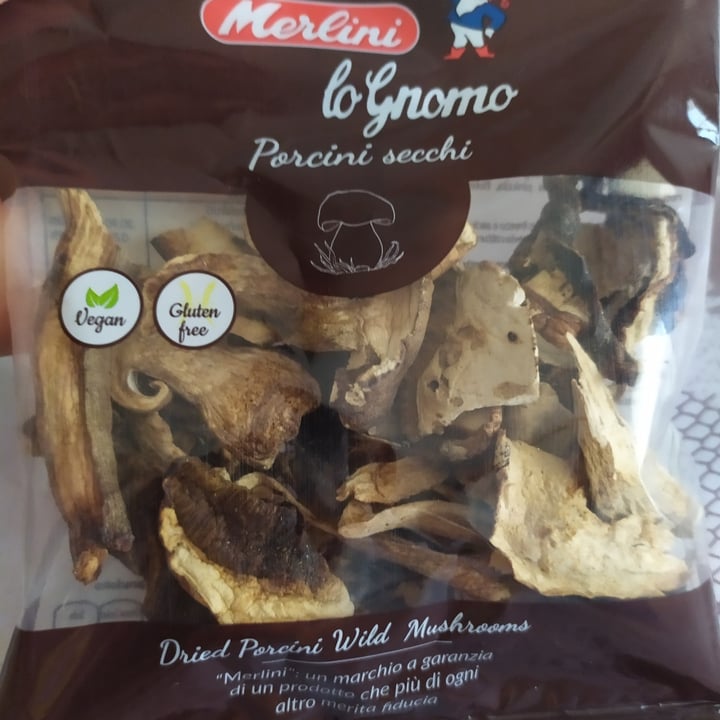 Merlini
lo Gnomo
Porcini secchi
Vegan
Gluten
free
Dried Porcini Wild Mushrooms
"Merlini": un marchio a garanzia
di un prodotto che più di ogni
altro merita fiducia